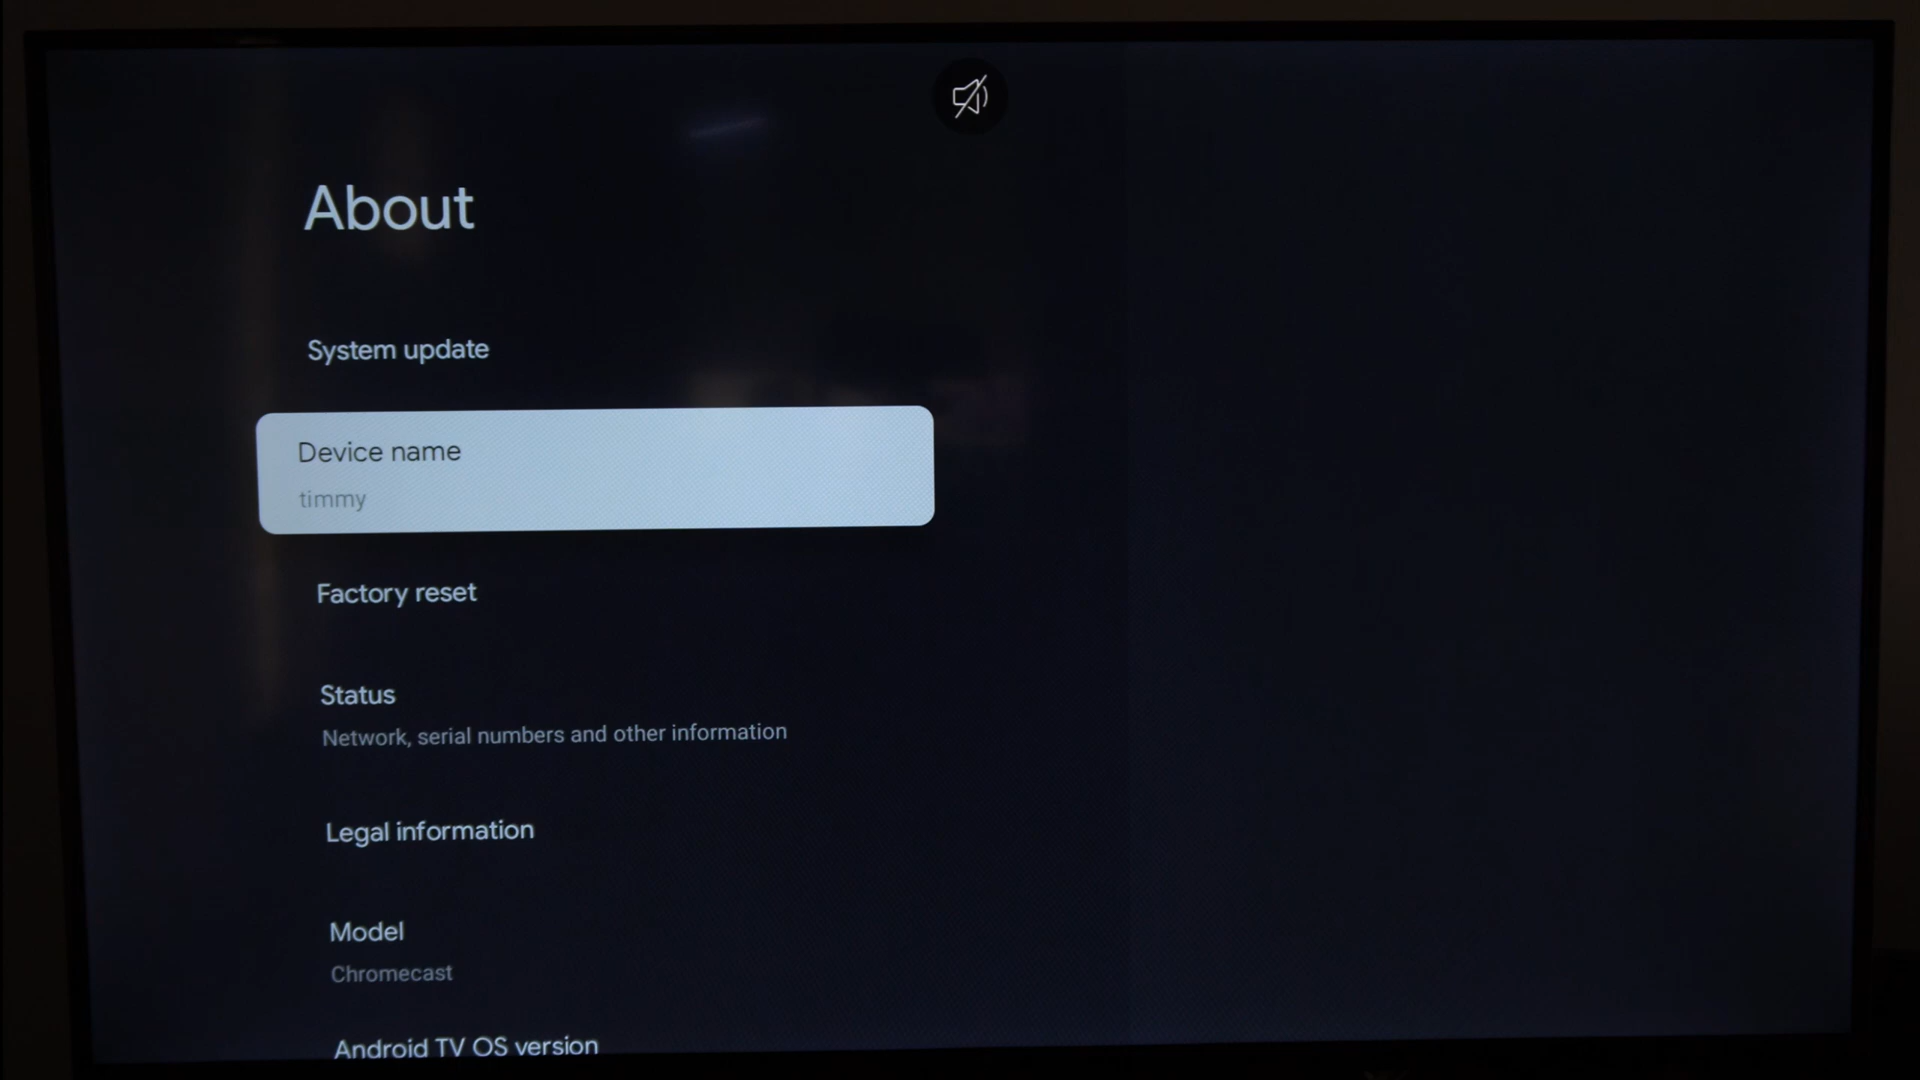 About
System update
Device name
timmy
Factory reset
Status
Network, serial numbers and other information
Legal information
Model
Chromecast
Android TV OS version